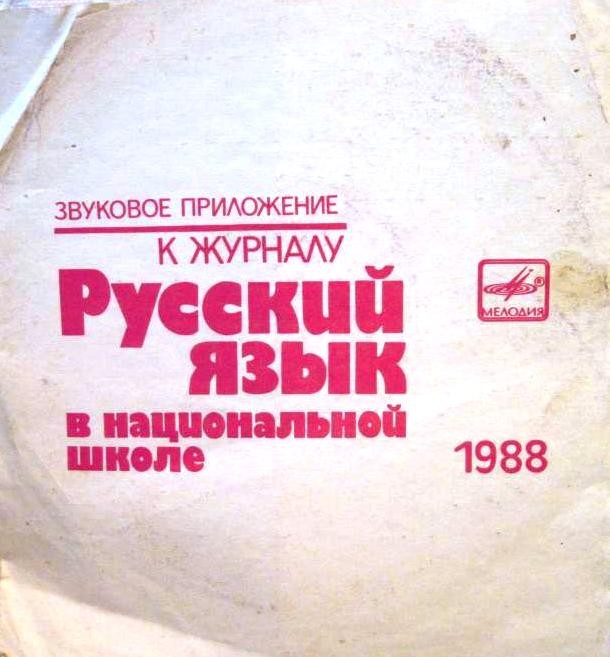 ЗВУКОВОЕ ПРИЛОЖЕНИЕ
К ЖУРНАЛУ
Русский
язык
в национальной
школе
МЕЛОДИЯ
®
1988